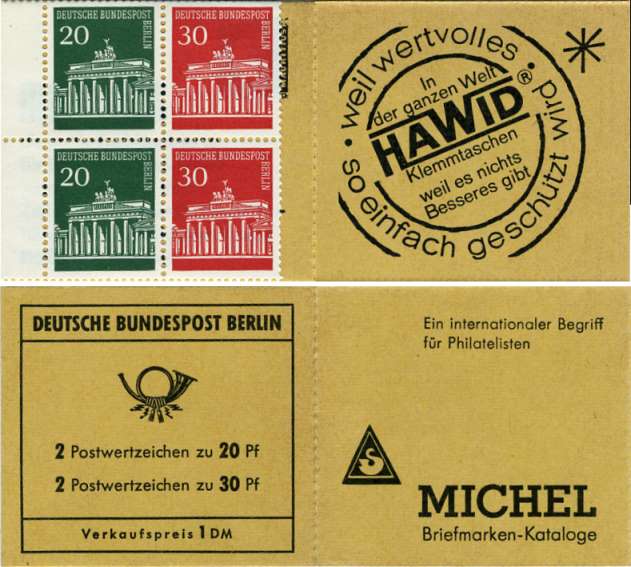 20
DEUTSCHE BUNDESPOST
BERLIN
30
DEUTSCHE BUNDESPOST
BERLIN
20
DEUTSCHE BUNDESPOST
BERLIN
30
DEUTSCHE BUNDESPOST
BERLIN
· weil wertvolles · so einfach geschützt wird
In
der ganzen Welt
HAWID®
Klemmtaschen
weil es nichts
Besseres gibt
DEUTSCHE BUNDESPOST BERLIN
2 Postwertzeichen zu 20 Pf
2 Postwertzeichen zu 30 Pf
Verkaufspreis 1 DM
Ein internationaler Begriff
für Philatelisten
MICHEL
Briefmarken-Kataloge